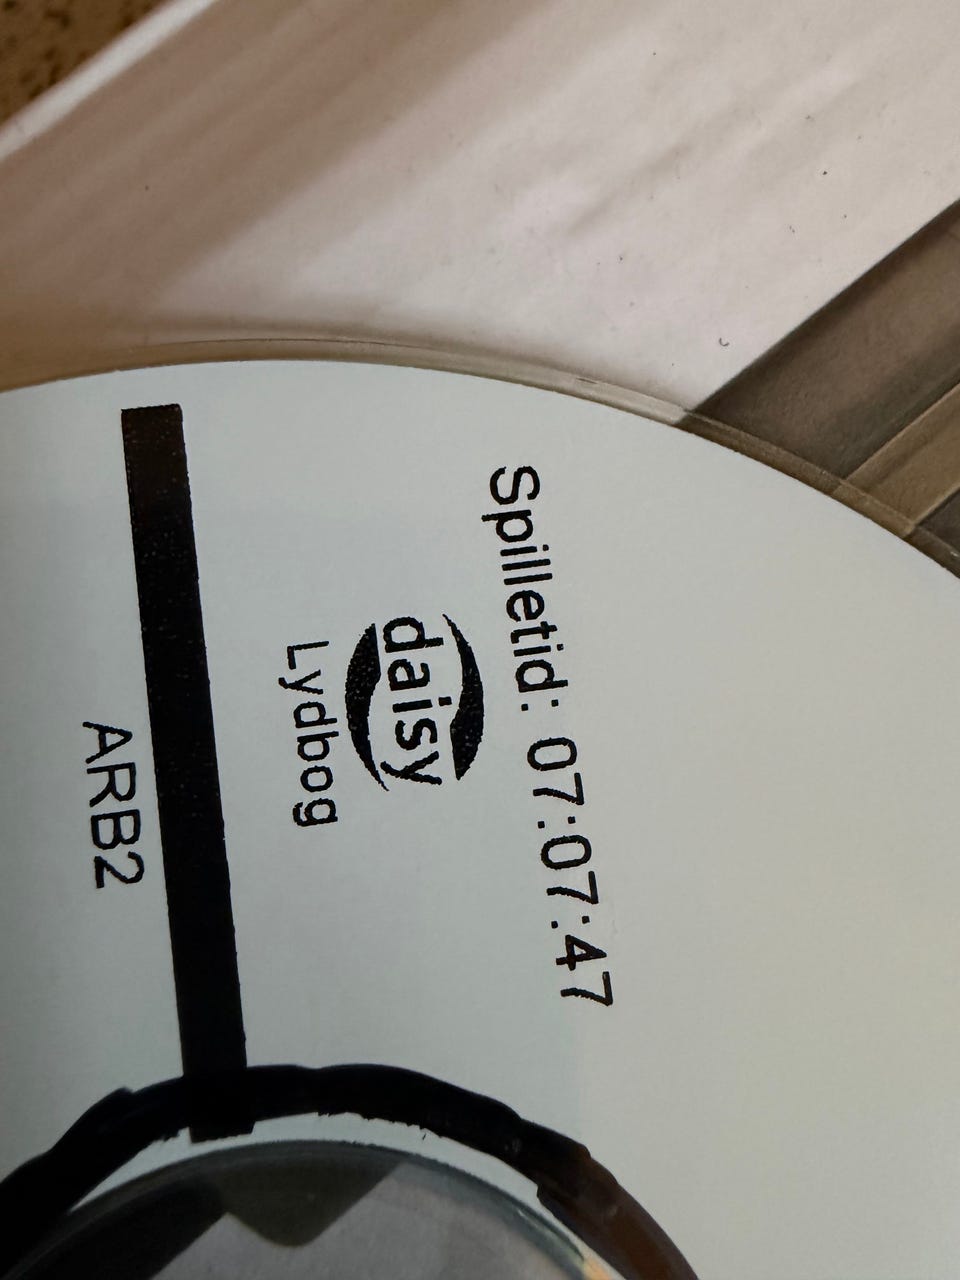 Spilletid: 07:07:47
daisy
Lydbog
ARB2